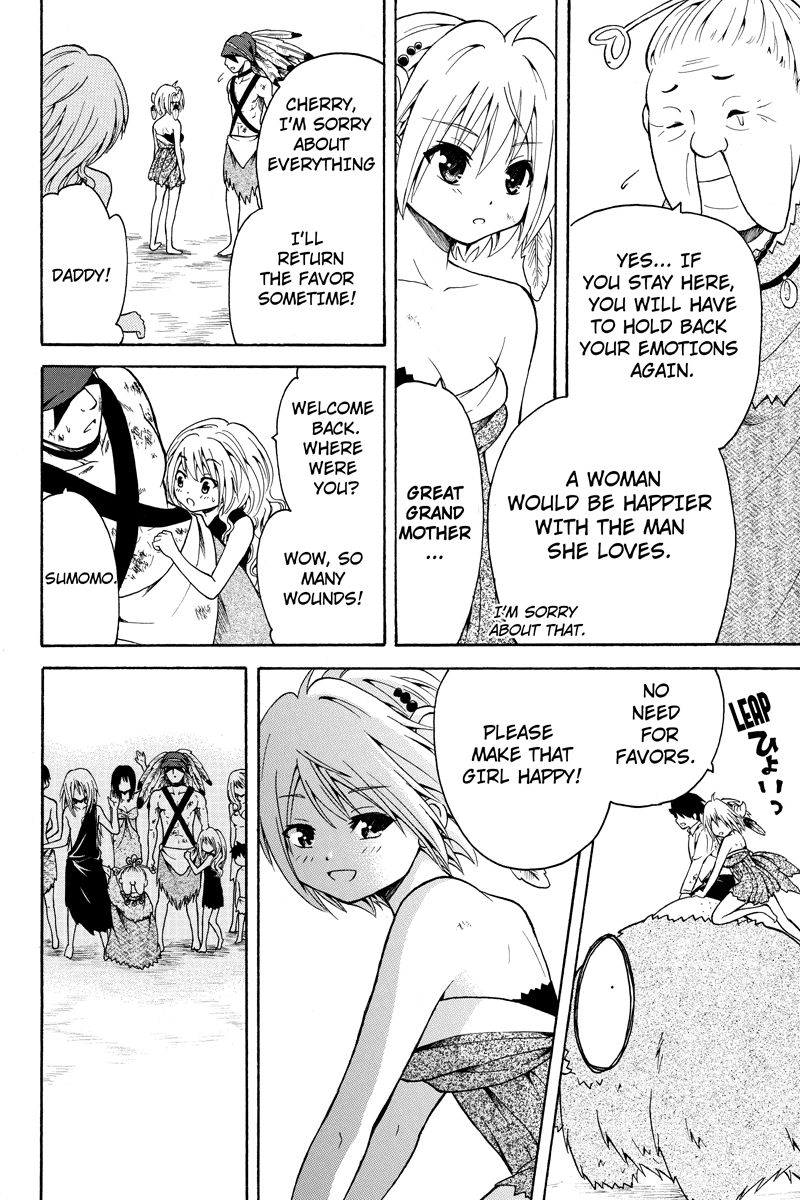 YES... IF
YOU STAY HERE,
YOU WILL HAVE
TO HOLD BACK
YOUR EMOTIONS
AGAIN.
A WOMAN
WOULD BE HAPPIER
WITH THE MAN
SHE LOVES.
I'M SORRY
ABOUT THAT.
GREAT
GRAND
MOTHER
...
CHERRY,
I'M SORRY
ABOUT
EVERYTHING
I'LL
RETURN
THE FAVOR
SOMETIME!
DADDY!
WELCOME
BACK.
WHERE
WERE
YOU?
WOW, SO
MANY
WOUNDS!
SUMOMO.
LEAP
ひょいっ
NO
NEED
FOR
FAVORS.
PLEASE
MAKE THAT
GIRL HAPPY!